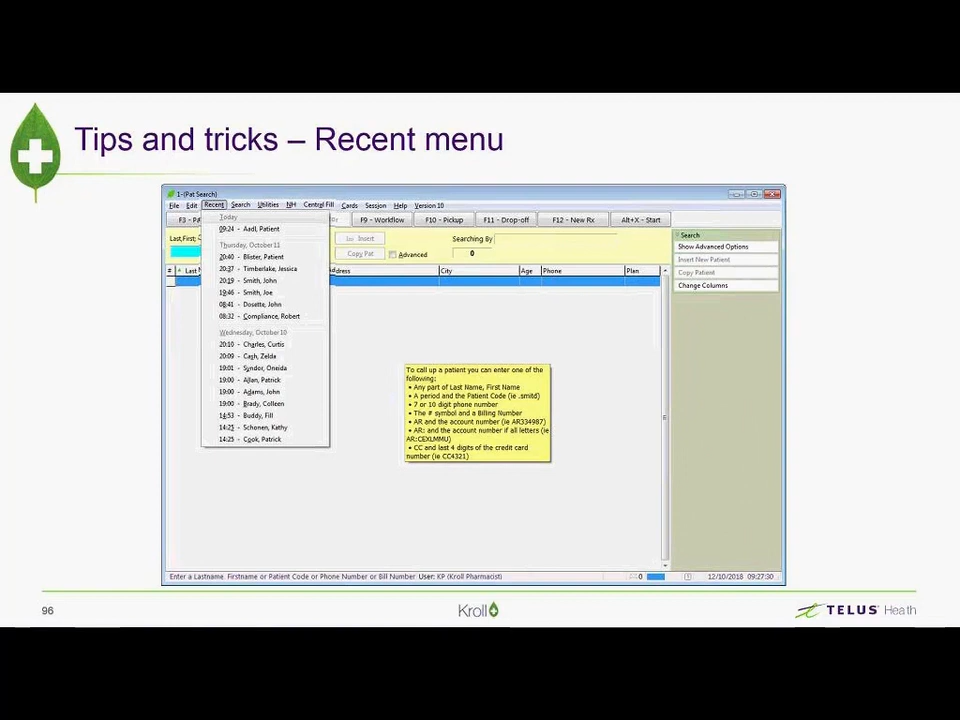 Tips and tricks – Recent menu
1-(Pat Search)
File Edit Recent Search Utilities NH Central Fill Cards Session Help Version 10
F3 - F9 - Workflow F10 - Pickup F11 - Drop-off F12 - New Rx Alt+X - Start
Last,First;
Insert
Searching By
Copy Pat
Advanced
0
# Last City Age Phone Plan
Today
09:24 - Aadl, Patient
Thursday, October 11
20:40 - Blister, Patient
20:37 - Timberlake, Jessica
20:19 - Smith, John
19:46 - Smith, Joe
08:41 - Dosette, John
08:32 - Compliance, Robert
Wednesday, October 10
20:10 - Charles, Curtis
20:09 - Cash, Zelda
19:01 - Syndor, Oneida
19:00 - Allan, Patrick
19:00 - Adams, John
19:00 - Brady, Colleen
14:53 - Buddy, Fill
14:25 - Schonen, Kathy
14:25 - Cook, Patrick
To call up a patient you can enter one of the
following:
• Any part of Last Name, First Name
• A period and the Patient Code (ie .smitd)
• 7 or 10 digit phone number
• The # symbol and a Billing Number
• AR and the account number (ie AR334987)
• AR: and the account number if all letters (ie
AR:CEXLMMU)
• CC and last 4 digits of the credit card
number (ie CC4321)
Search
Show Advanced Options
Insert New Patient
Copy Patient
Change Columns
Enter a Lastname, Firstname or Patient Code or Phone Number or Bill Number User: KP (Kroll Pharmacist) 0 12/10/2018 09:27:30
96
Kroll
TELUS Health